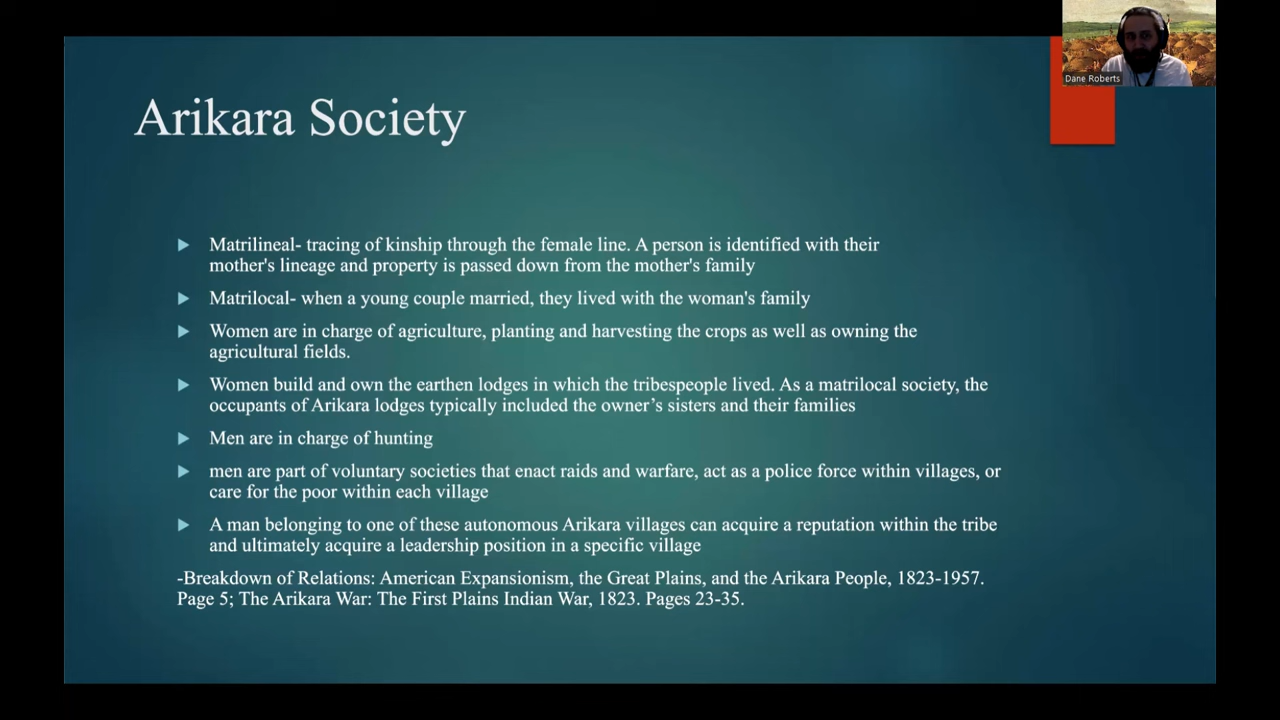 Dane Roberts
Arikara Society
Matrilineal- tracing of kinship through the female line. A person is identified with their
mother's lineage and property is passed down from the mother's family
Matrilocal- when a young couple married, they lived with the woman's family
Women are in charge of agriculture, planting and harvesting the crops as well as owning the
agricultural fields.
Women build and own the earthen lodges in which the tribespeople lived. As a matrilocal society, the
occupants of Arikara lodges typically included the owner’s sisters and their families
Men are in charge of hunting
men are part of voluntary societies that enact raids and warfare, act as a police force within villages, or
care for the poor within each village
A man belonging to one of these autonomous Arikara villages can acquire a reputation within the tribe
and ultimately acquire a leadership position in a specific village
-Breakdown of Relations: American Expansionism, the Great Plains, and the Arikara People, 1823-1957.
Page 5; The Arikara War: The First Plains Indian War, 1823. Pages 23-35.